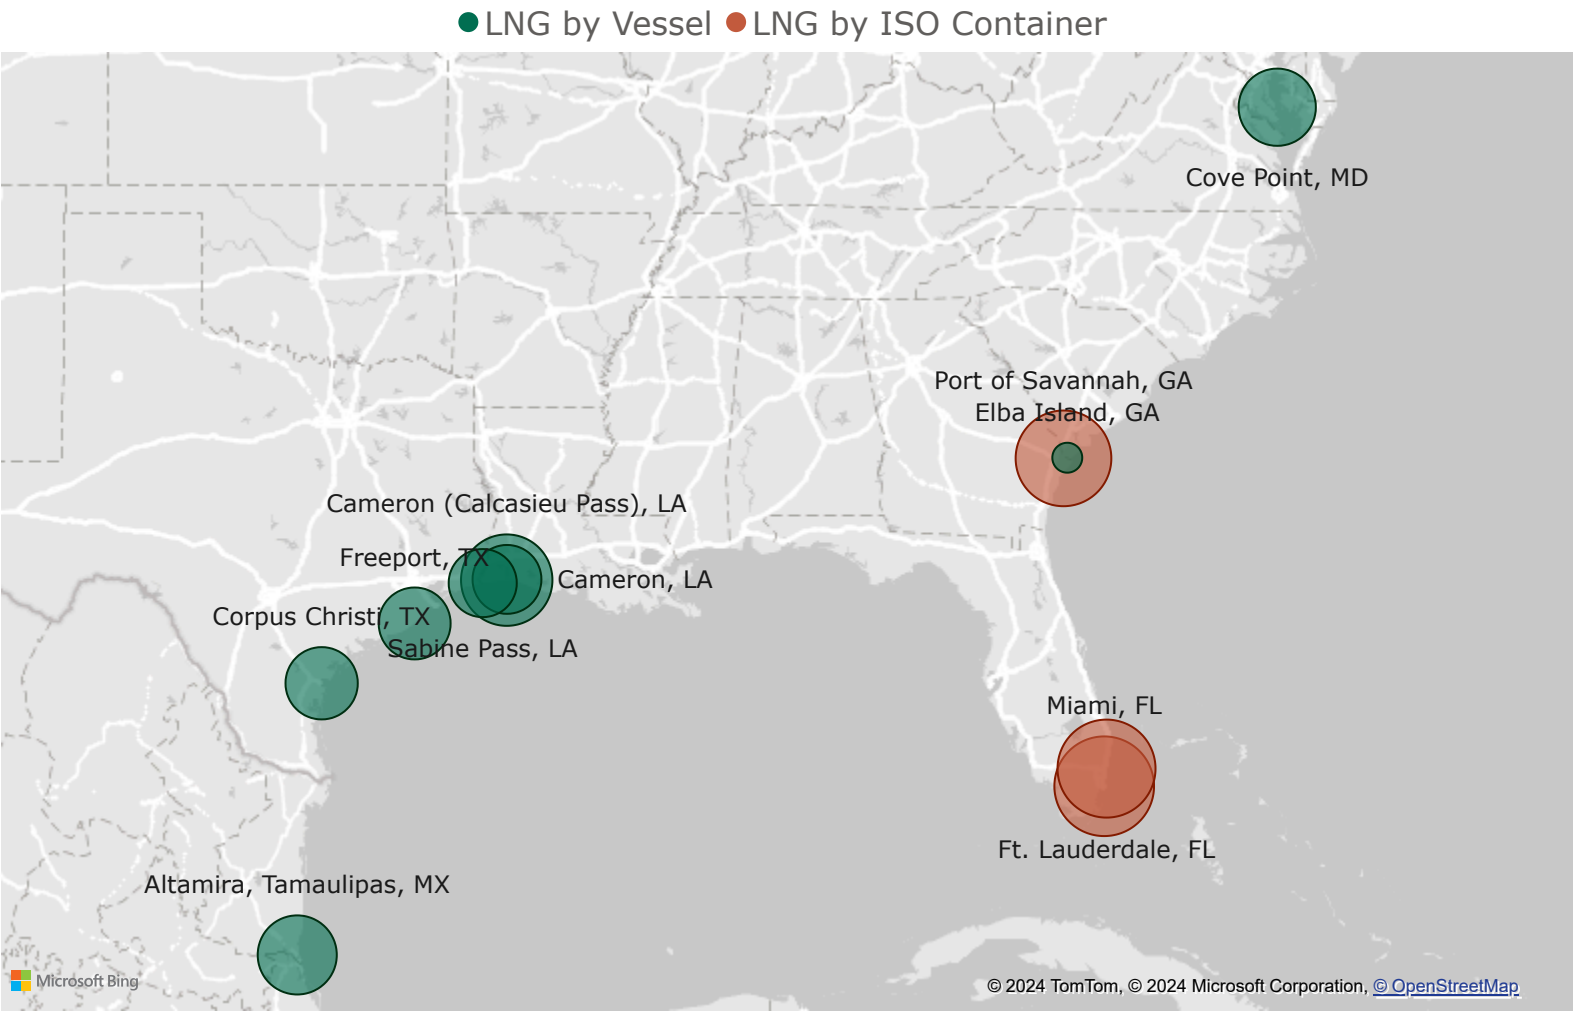 LNG by Vessel LNG by ISO Container
Cove Point, MD
Port of Savannah, GA
Elba Island, GA
Cameron (Calcasieu Pass), LA
Freeport, TX
Cameron, LA
Corpus Christi, TX
Sabine Pass, LA
Miami, FL
Ft. Lauderdale, FL
Altamira, Tamaulipas, MX
Microsoft Bing
© 2024 TomTom, © 2024 Microsoft Corporation, © OpenStreetMap